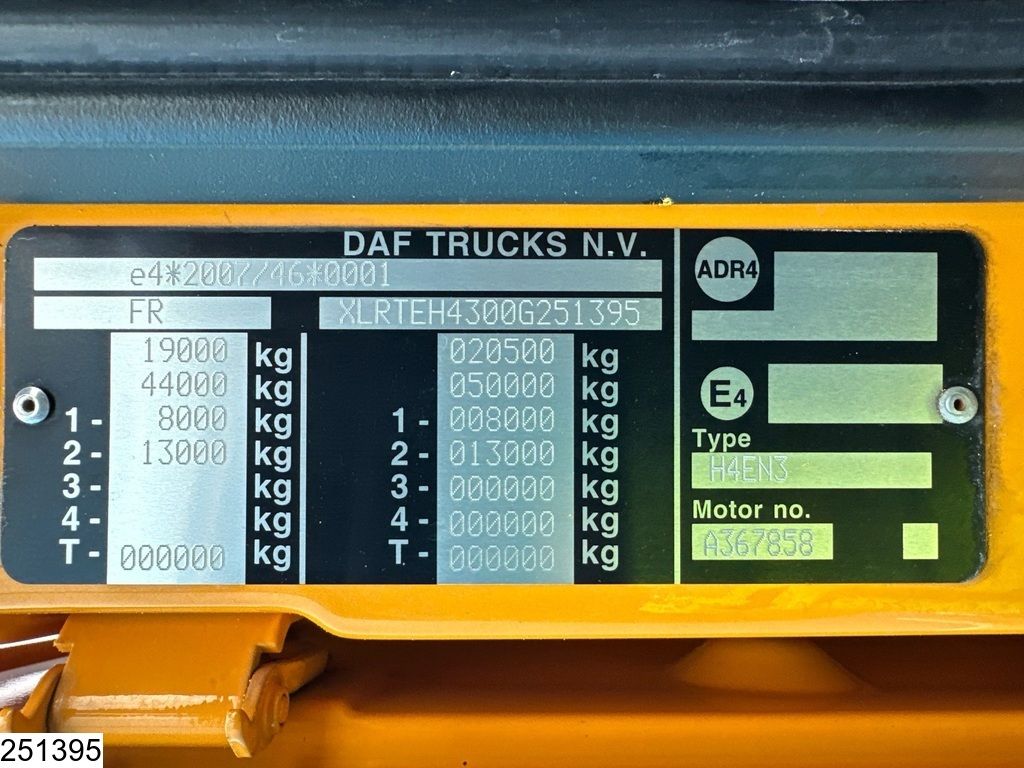 DAF TRUCKS N.V.
e4*2007/46*0001
FR XLRTEH4300G251395
19000 kg 020500 kg
44000 kg 050000 kg
1- 8000 kg 1- 008000 kg
2- 13000 kg 2- 013000 kg
3- kg 3- 000000 kg
4- kg 4- 000000 kg
T- 000000 kg T- 000000 kg
ADR4
E4
Type
H4EN3
Motor no.
A367858
251395